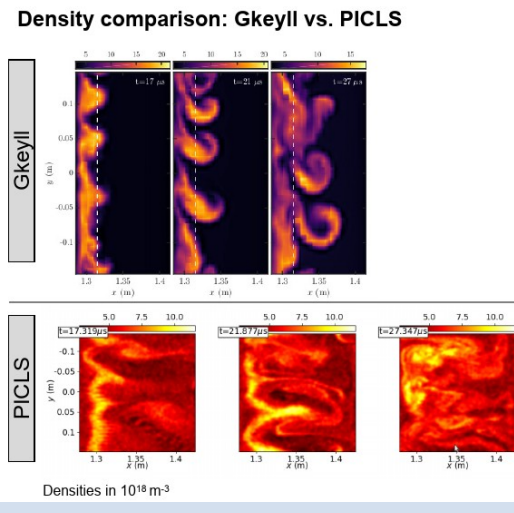 Density comparison: Gkeyll vs. PICLS
Gkeyll
5 10 15 20 5 10 15 20 5 10 15
t=17 μs t=21 μs t=27 μs
0.1
0.05
0
-0.05
-0.1
y (m)
1.3 1.35 1.4 1.3 1.35 1.4 1.3 1.35 1.4
x (m) x (m) x (m)
PICLS
5.0 7.5 10.0 5.0 7.5 10.0 5.0 7.5 10.0
t=17.319μs t=21.877μs t=27.347μs
-0.1
-0.05
0.0
0.05
0.1
y (m)
1.3 1.35 1.4 1.3 1.35 1.4 1.3 1.35 1.4
x (m) x (m) x (m)
Densities in 10¹⁸ m⁻³